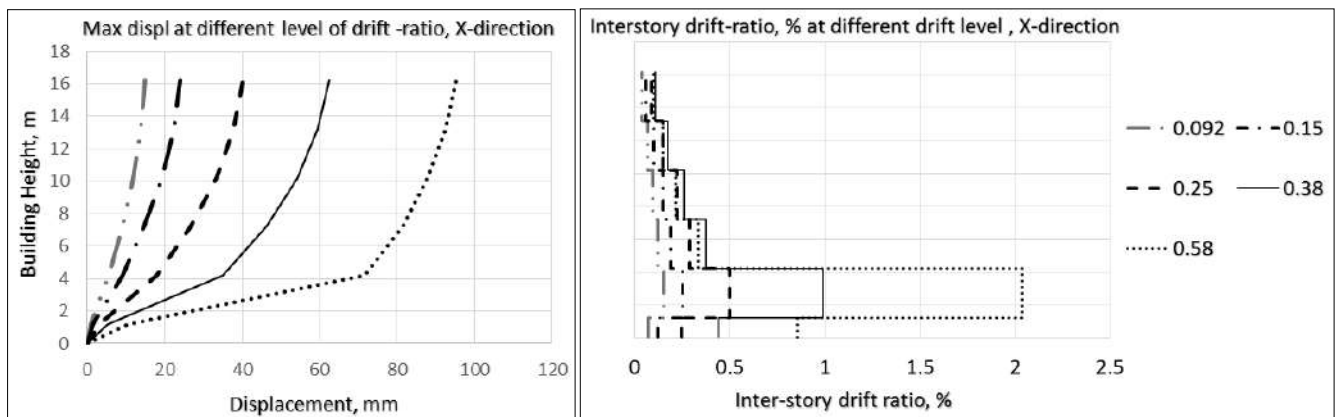 Max displ at different level of drift -ratio, X-direction
18
16
14
12
10
8
6
4
2
0
Building Height, m
0 20 40 60 80 100 120
Displacement, mm
Interstory drift-ratio, % at different drift level , X-direction
0 0.5 1 1.5 2 2.5
Inter-story drift ratio, %
0.092 0.15
0.25 0.38
0.58